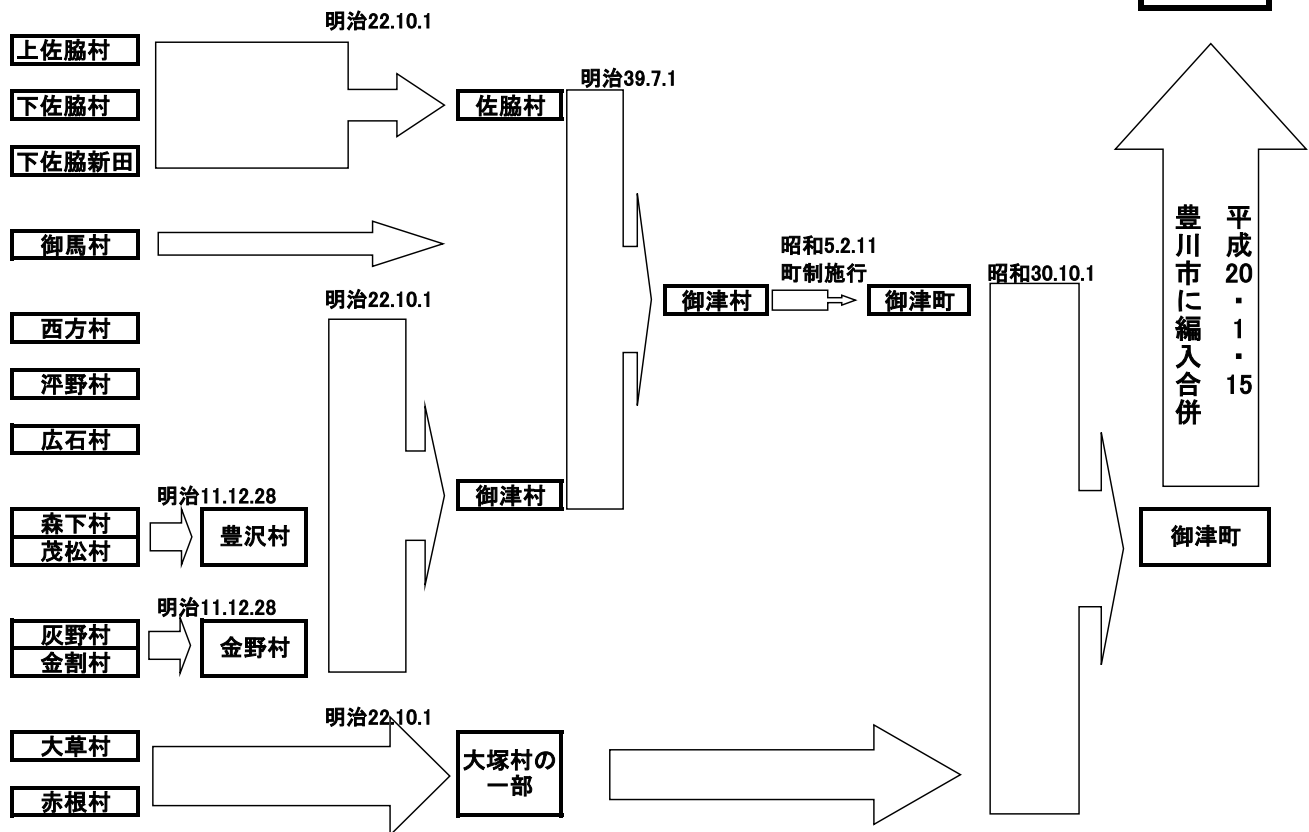 明治22.10.1
上佐脇村
下佐脇村
下佐脇新田
佐脇村
明治39.7.1
御馬村
明治22.10.1
西方村
泙野村
広石村
明治11.12.28
森下村
茂松村
豊沢村
御津村
明治11.12.28
灰野村
金割村
金野村
御津村
昭和5.2.11
町制施行
御津町
明治22.10.1
大草村
赤根村
大塚村の
一部
昭和30.10.1
御津町
平成20・1・15
豊川市に編入合併